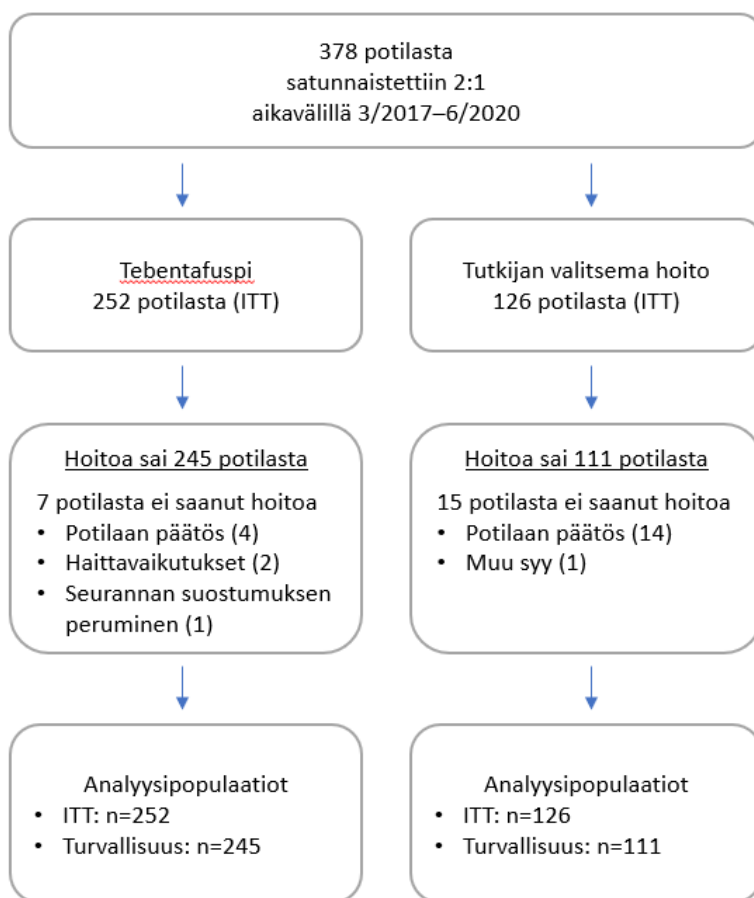 378 potilasta
satunnaistettiin 2:1
aikavälillä 3/2017–6/2020
Tebentafuspi
252 potilasta (ITT)
Tutkijan valitsema hoito
126 potilasta (ITT)
Hoitoa sai 245 potilasta
7 potilasta ei saanut hoitoa
• Potilaan päätös (4)
• Haittavaikutukset (2)
• Seurannan suostumuksen
peruminen (1)
Hoitoa sai 111 potilasta
15 potilasta ei saanut hoitoa
• Potilaan päätös (14)
• Muu syy (1)
Analyysipopulaatiot
• ITT: n=252
• Turvallisuus: n=245
Analyysipopulaatiot
• ITT: n=126
• Turvallisuus: n=111